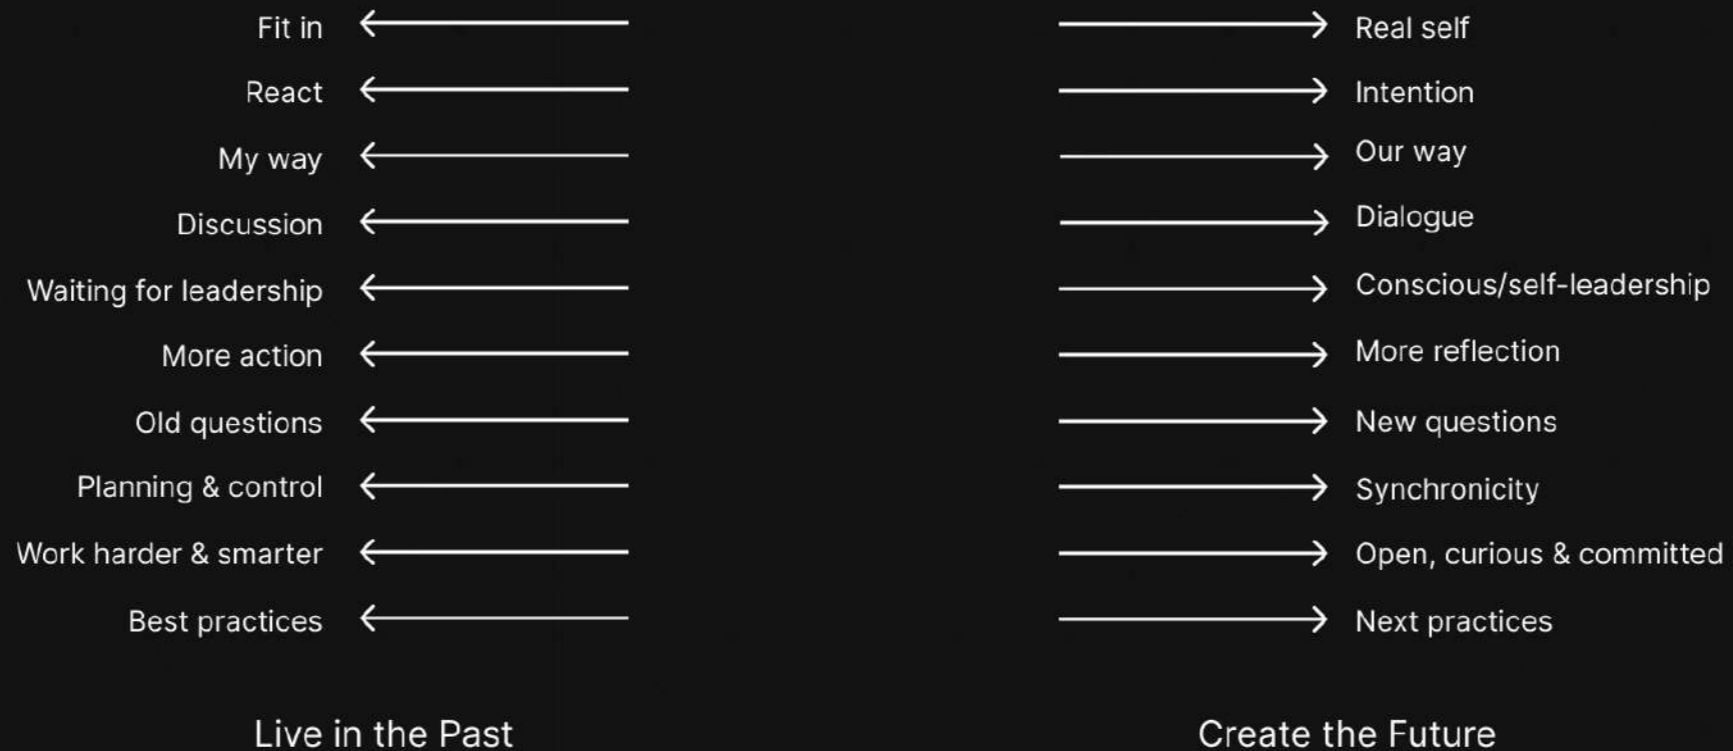 Fit in Real self
React Intention
My way Our way
Discussion Dialogue
Waiting for leadership Conscious/self-leadership
More action More reflection
Old questions New questions
Planning & control Synchronicity
Work harder & smarter Open, curious & committed
Best practices Next practices
Live in the Past Create the Future